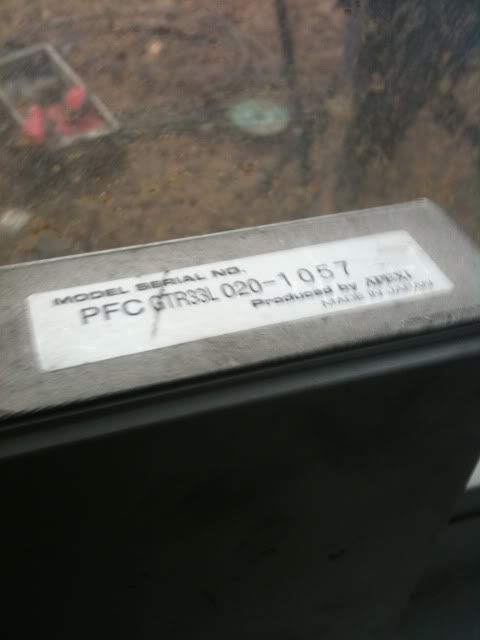 MODEL SERIAL NO.
PFC GTR33L 020-1057
Produced by APEXi
MADE IN JAPAN